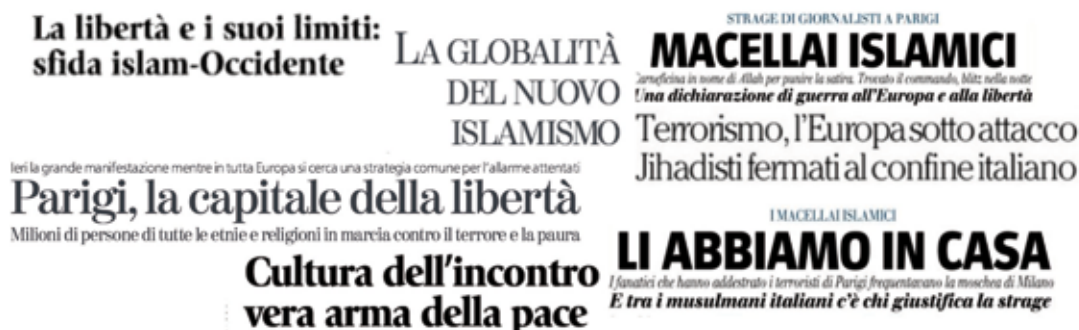 La libertà e i suoi limiti:
sfida islam-Occidente
LA GLOBALITÀ
DEL NUOVO
ISLAMISMO
STRAGE DI GIORNALISTI A PARIGI
MACELLAI ISLAMICI
Carneficina in nome di Allah per punire la satira. Trovato il commando, blitz nella notte
Una dichiarazione di guerra all'Europa e alla libertà
Terrorismo, l'Europa sotto attacco
Jihadisti fermati al confine italiano
Ieri la grande manifestazione mentre in tutta Europa si cerca una strategia comune per l'allarme attentati
Parigi, la capitale della libertà
Milioni di persone di tutte le etnie e religioni in marcia contro il terrore e la paura
Cultura dell'incontro
vera arma della pace
I MACELLAI ISLAMICI
LI ABBIAMO IN CASA
I fanatici che hanno addestrato i terroristi di Parigi frequentavano la moschea di Milano
E tra i musulmani italiani c'è chi giustifica la strage